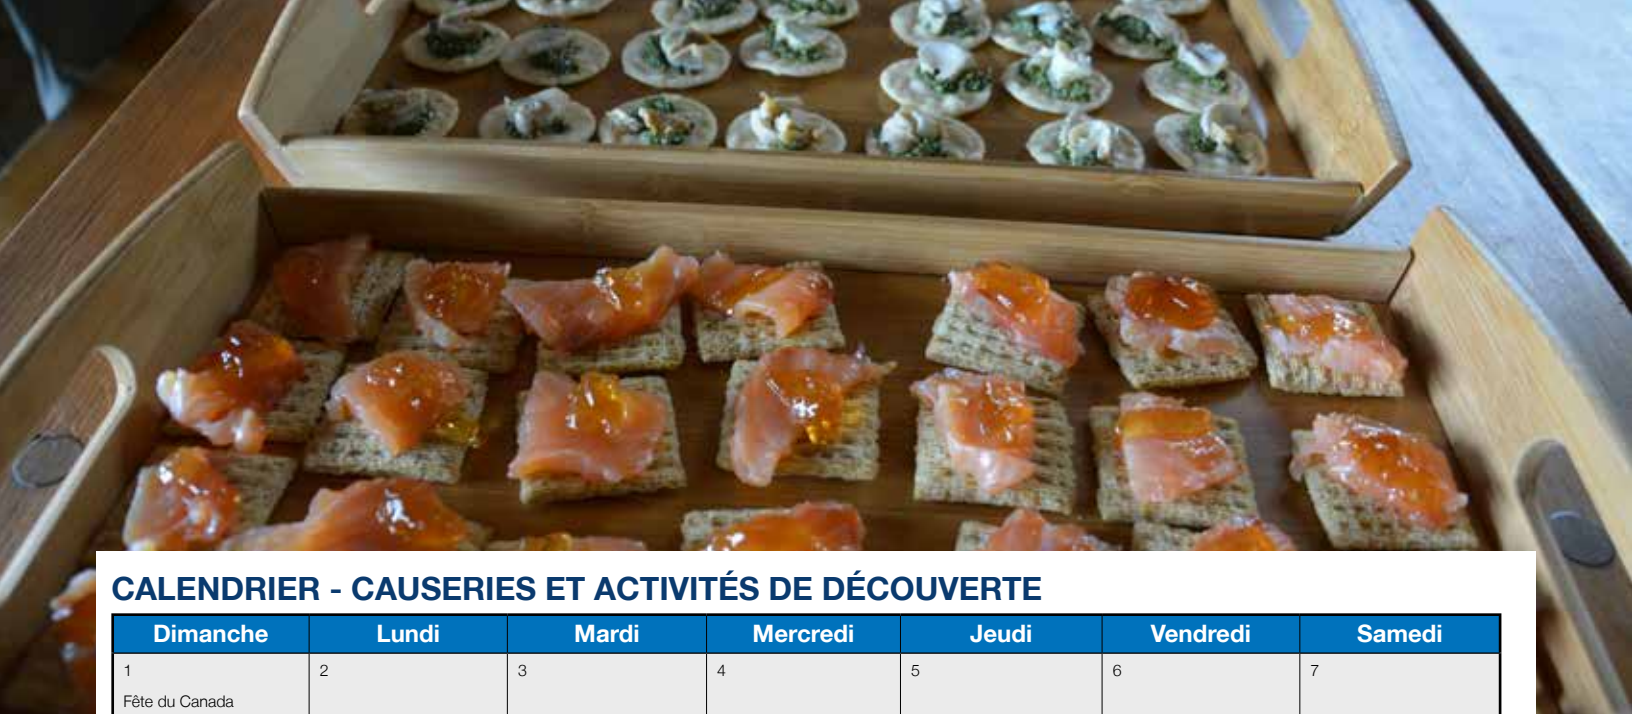 CALENDRIER - CAUSERIES ET ACTIVITÉS DE DÉCOUVERTE
Dimanche Lundi Mardi Mercredi Jeudi Vendredi Samedi
1 2 3 4 5 6 7
Fête du Canada